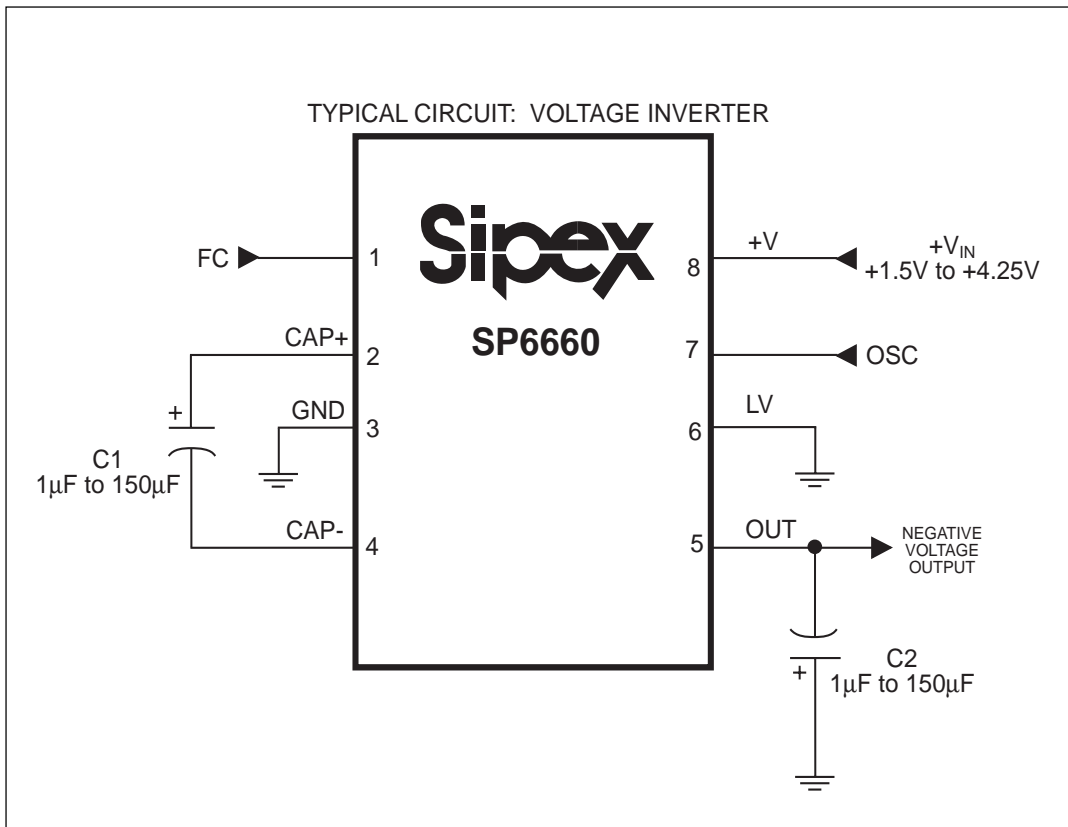 TYPICAL CIRCUIT: VOLTAGE INVERTER
Sipex
SP6660
FC
1
CAP+
2
GND
3
+
C1
1µF to 150µF
CAP-
4
+V
8
+V_IN
+1.5V to +4.25V
7
OSC
LV
6
OUT
5
NEGATIVE
VOLTAGE
OUTPUT
+
C2
1µF to 150µF